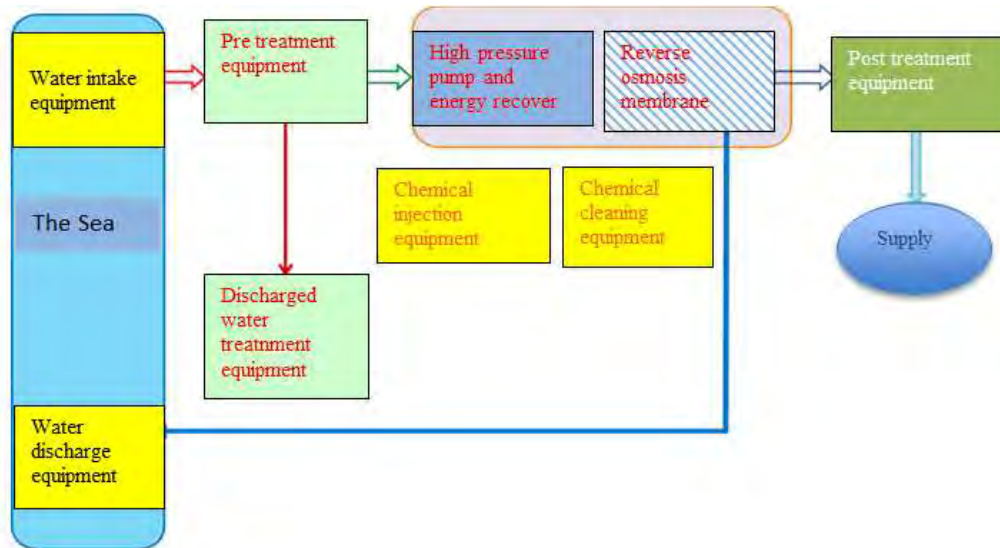 Water intake
equipment
Pre treatment
equipment
High pressure
pump and
energy recover
Reverse
osmosis
membrane
Post treatment
equipment
The Sea
Chemical
injection
equipment
Chemical
cleaning
equipment
Supply
Discharged
water
treatnment
equipment
Water
discharge
equipment